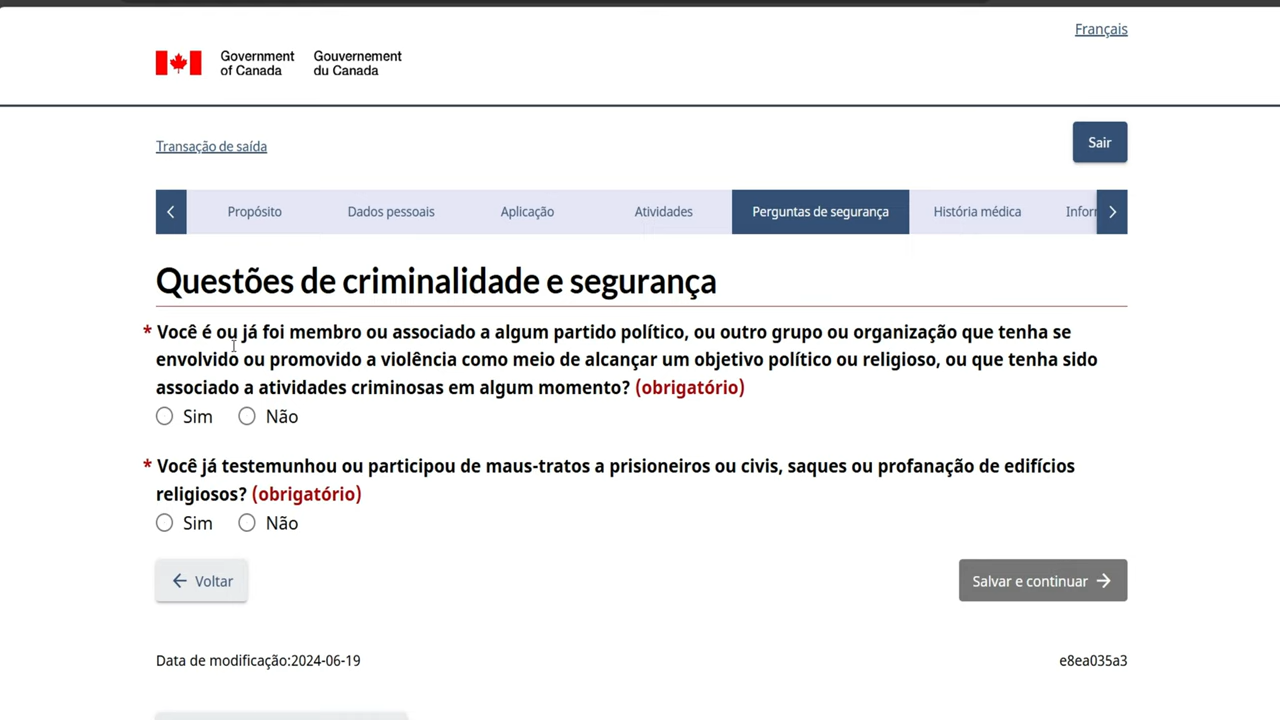 Français
Government of Canada
Gouvernement du Canada
Transação de saída
Sair
Propósito
Dados pessoais
Aplicação
Atividades
Perguntas de segurança
História médica
Infor
Questões de criminalidade e segurança
* Você é ou já foi membro ou associado a algum partido político, ou outro grupo ou organização que tenha se
envolvido ou promovido a violência como meio de alcançar um objetivo político ou religioso, ou que tenha sido
associado a atividades criminosas em algum momento? (obrigatório)
Sim Não
* Você já testemunhou ou participou de maus-tratos a prisioneiros ou civis, saques ou profanação de edifícios
religiosos? (obrigatório)
Sim Não
Voltar
Salvar e continuar
Data de modificação:2024-06-19
e8ea035a3